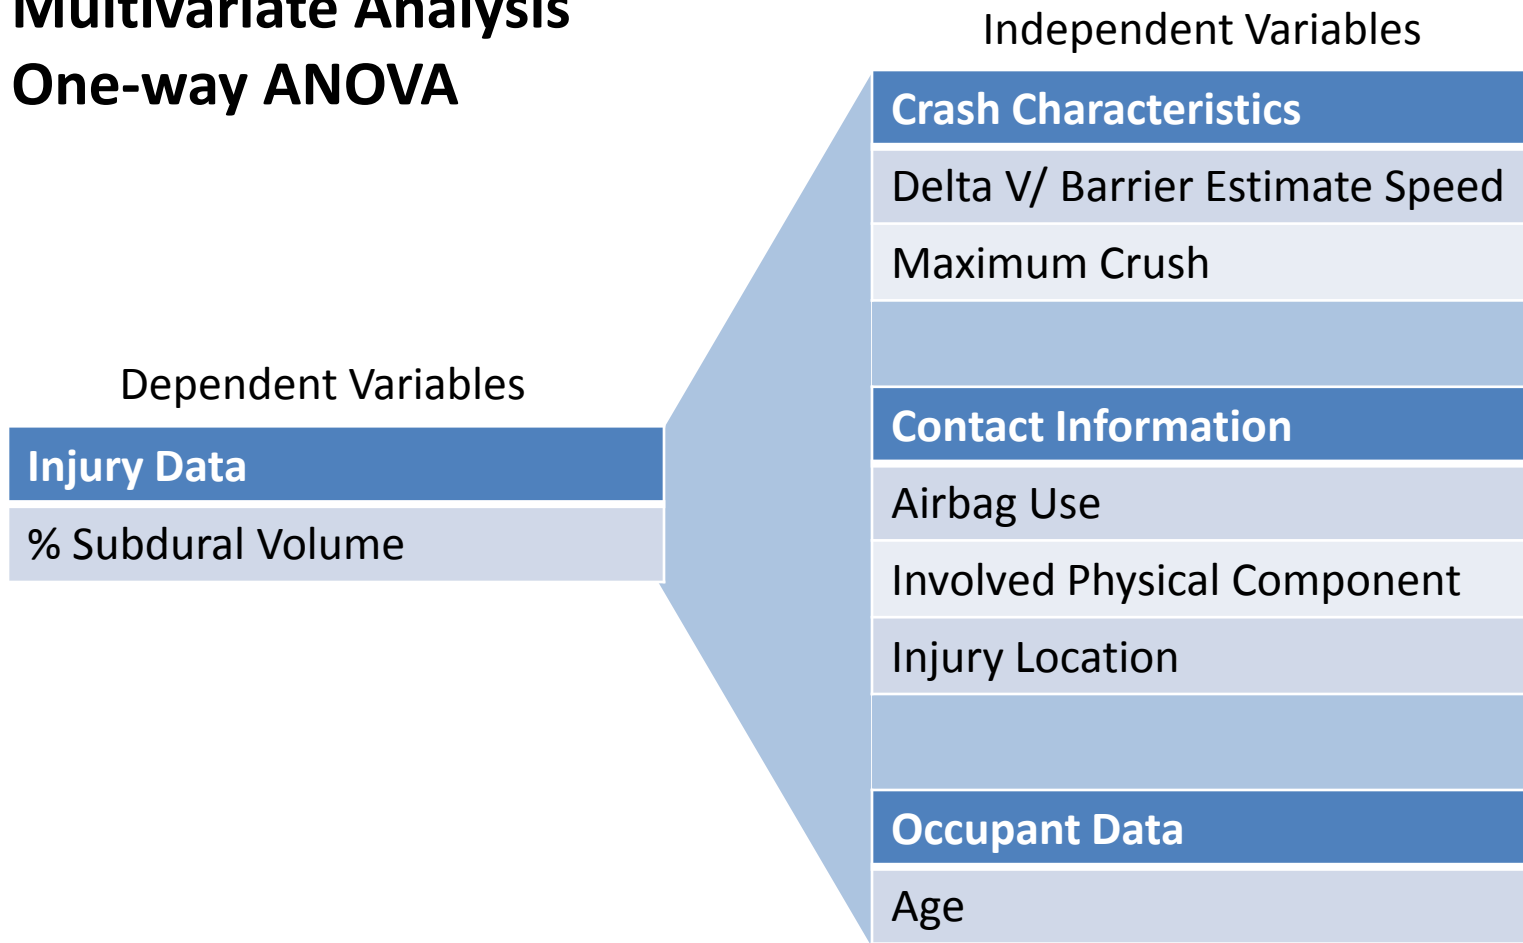 Multivariate Analysis
One-way ANOVA
Dependent Variables
Injury Data
% Subdural Volume
Independent Variables
Crash Characteristics
Delta V/ Barrier Estimate Speed
Maximum Crush
Contact Information
Airbag Use
Involved Physical Component
Injury Location
Occupant Data
Age